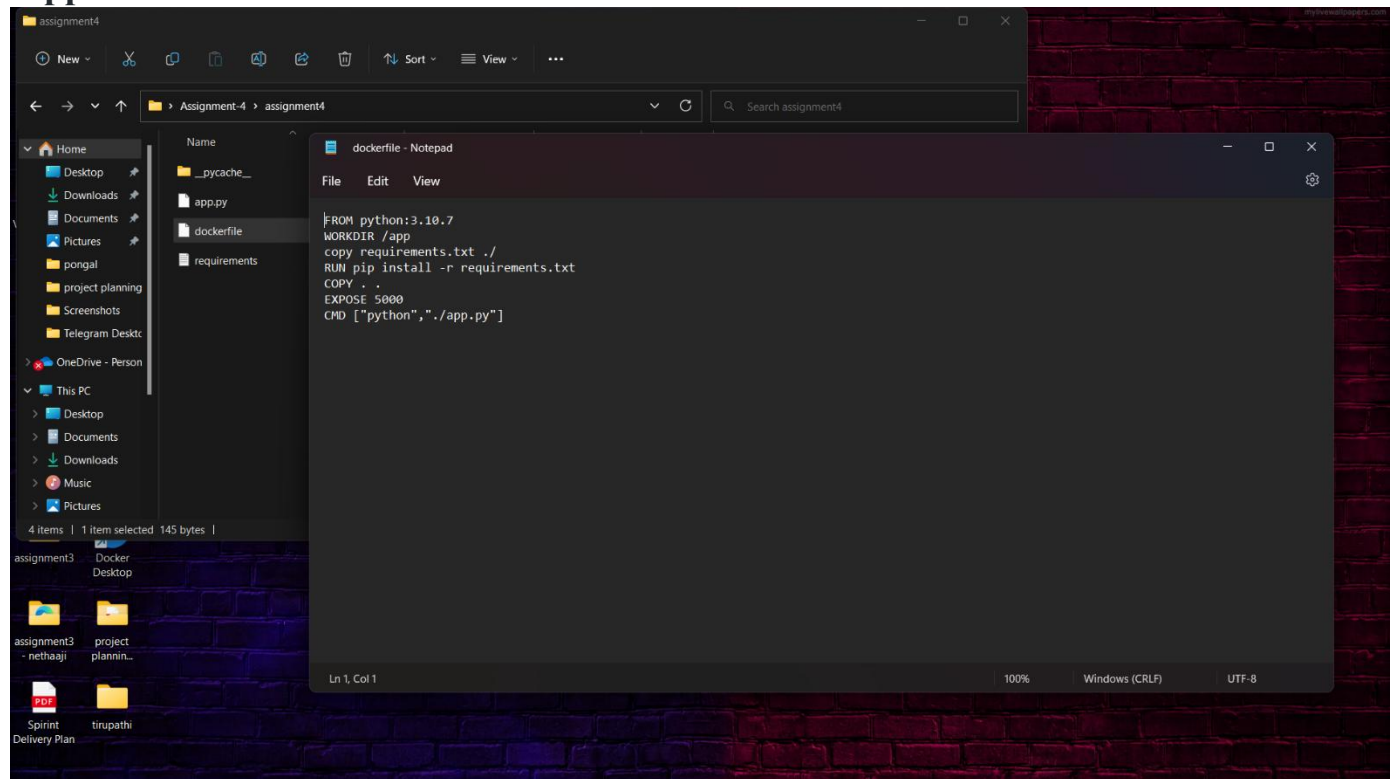 assignment4
New
Sort
View
Assignment-4 > assignment4
Search assignment4
Home
Desktop
Downloads
Documents
Pictures
pongal
project planning
Screenshots
Telegram Deskt
OneDrive - Person
This PC
Desktop
Documents
Downloads
Music
Pictures
Name
__pycache__
app.py
dockerfile
requirements
4 items | 1 item selected 145 bytes |
dockerfile - Notepad
File Edit View
FROM python:3.10.7
WORKDIR /app
copy requirements.txt ./
RUN pip install -r requirements.txt
COPY . .
EXPOSE 5000
CMD ["python","./app.py"]
Ln 1, Col 1
100%
Windows (CRLF)
UTF-8
assignment3
Docker
Desktop
assignment3
- nethaaji
project
plannin...
PDF
Spirint
Delivery Plan
tirupathi
mylivewallpapers.com